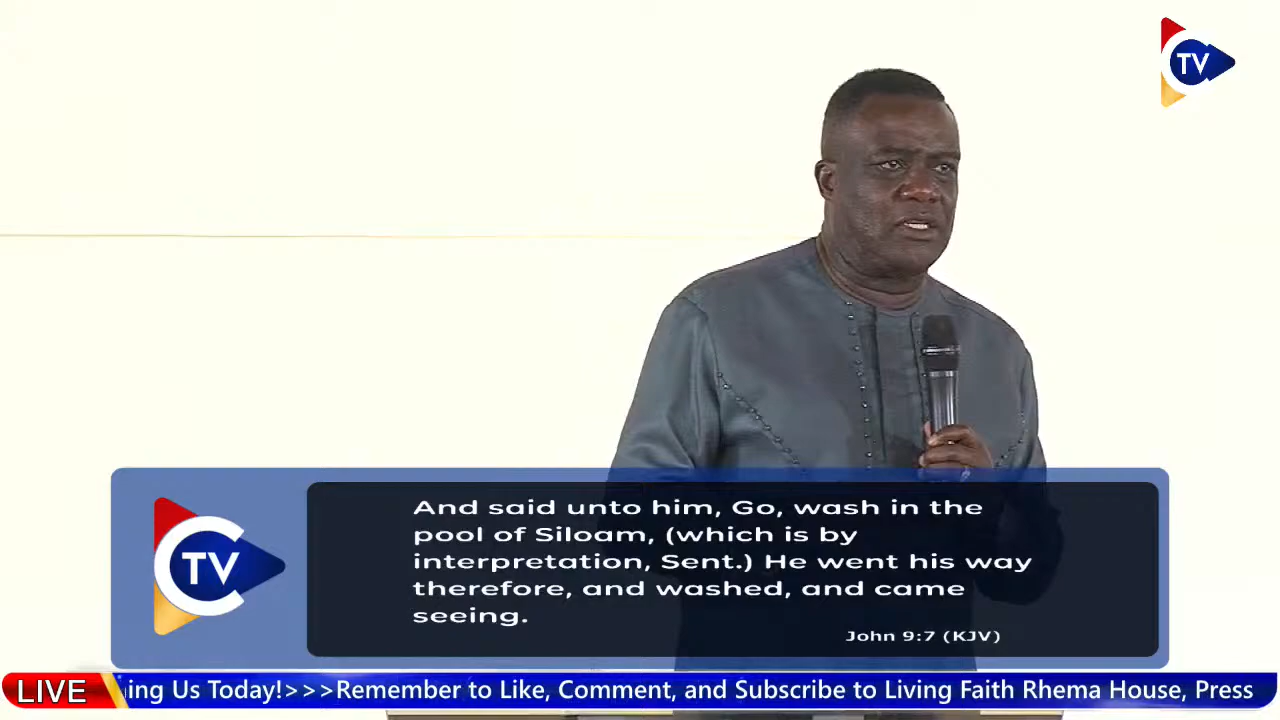 TV
And said unto him, Go, wash in the
pool of Siloam, (which is by
interpretation, Sent.) He went his way
therefore, and washed, and came
seeing.
John 9:7 (KJV)
TV
LIVE
Us Today!>>>Remember to Like, Comment, and Subscribe to Living Faith Rhema House, Press